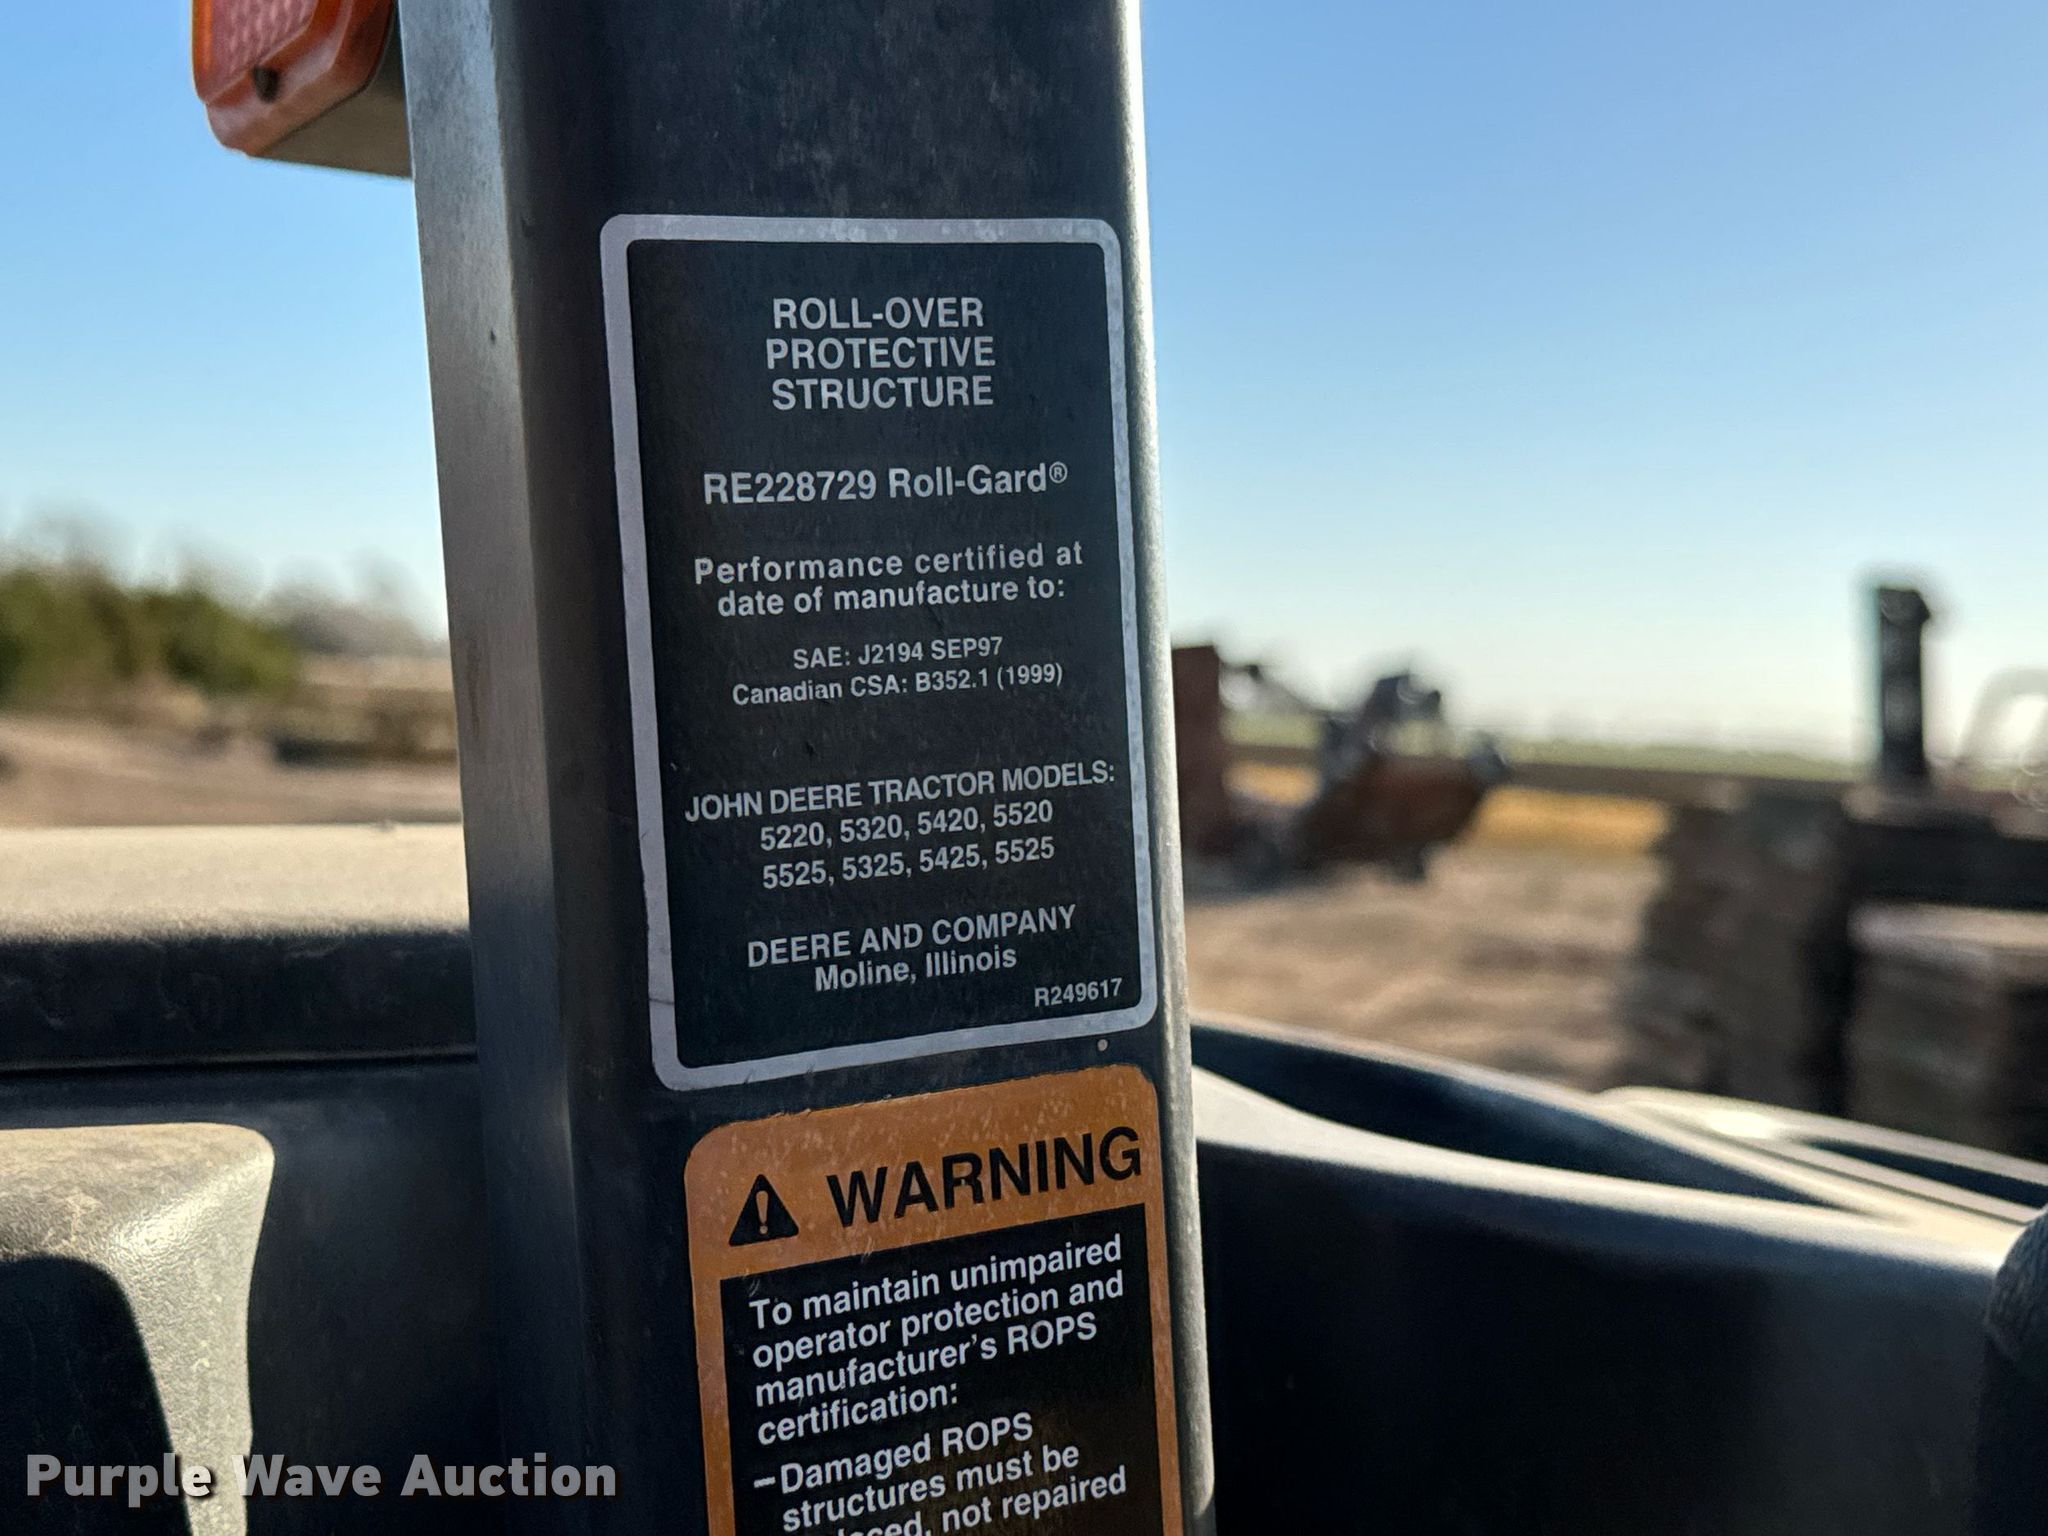 ROLL-OVER
PROTECTIVE
STRUCTURE
RE228729 Roll-Gard®
Performance certified at
date of manufacture to:
SAE: J2194 SEP97
Canadian CSA: B352.1 (1999)
JOHN DEERE TRACTOR MODELS:
5220, 5320, 5420, 5520
5525, 5325, 5425, 5525
DEERE AND COMPANY
Moline, Illinois
R249617
WARNING
To maintain unimpaired
operator protection and
manufacturer's ROPS
certification:
–Damaged ROPS
structures must be
not repaired
Purple Wave Auction